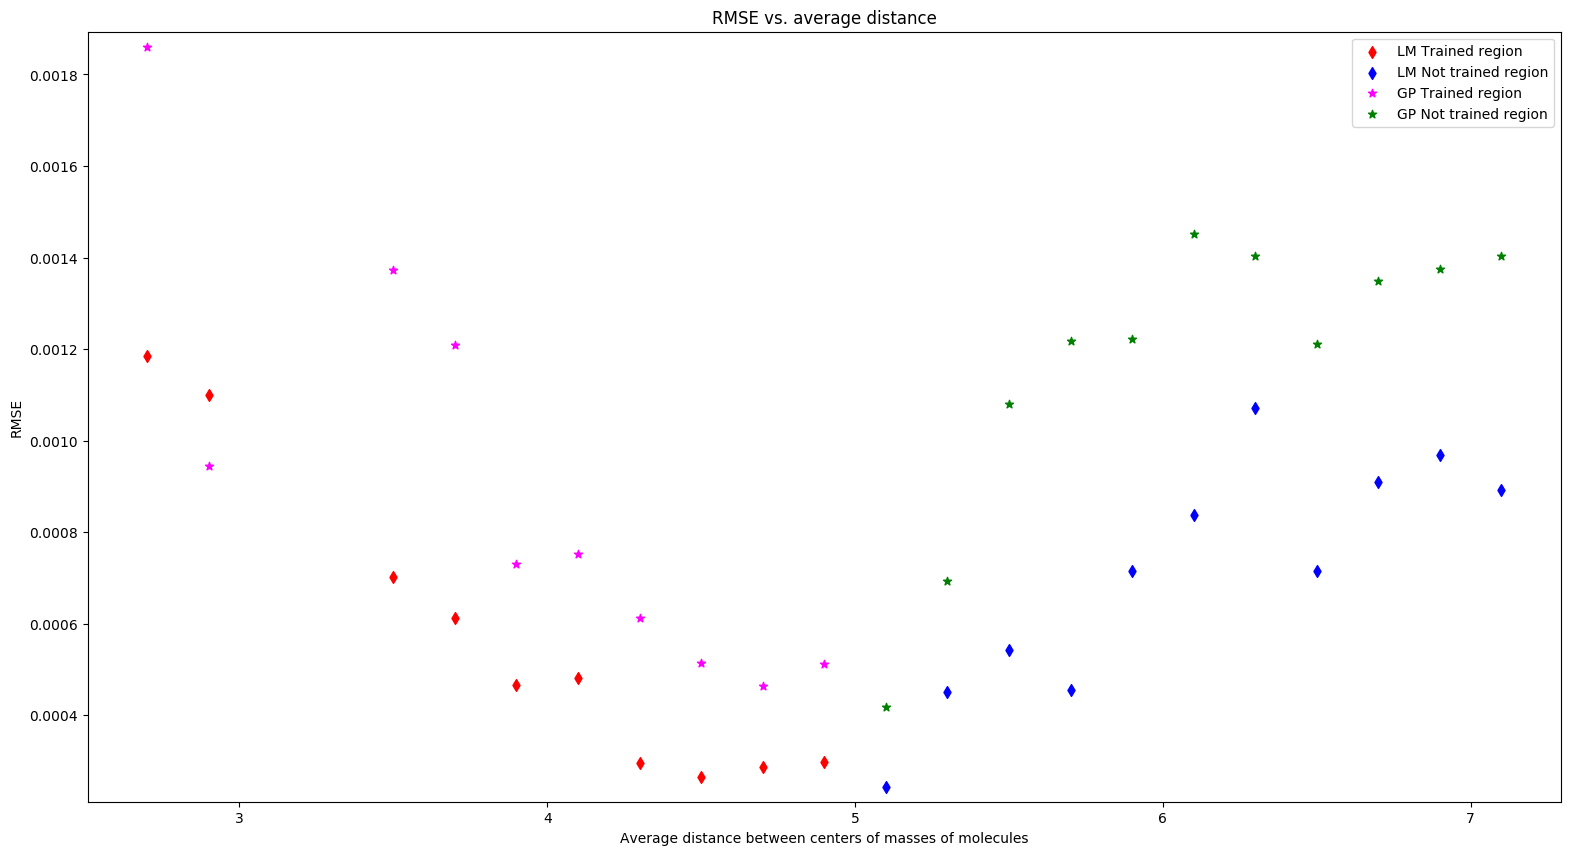 RMSE vs. average distance
LM Trained region
LM Not trained region
GP Trained region
GP Not trained region
RMSE
0.0018
0.0016
0.0014
0.0012
0.0010
0.0008
0.0006
0.0004
3 4 5 6 7
Average distance between centers of masses of molecules